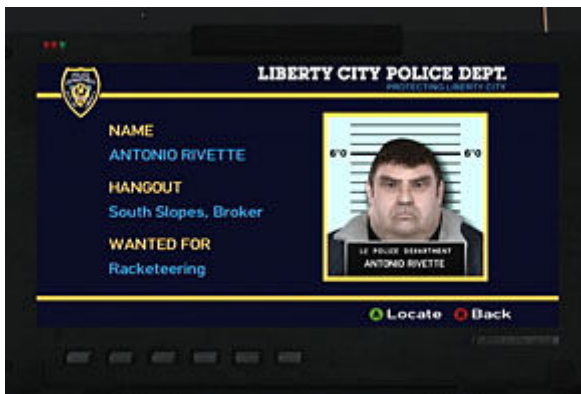 LIBERTY CITY POLICE DEPT.
PROTECTING LIBERTY CITY
NAME
ANTONIO RIVETTE
HANGOUT
South Slopes, Broker
WANTED FOR
Racketeering
6'0 6'0
LC POLICE DEPARTMENT
ANTONIO RIVETTE
A Locate B Back